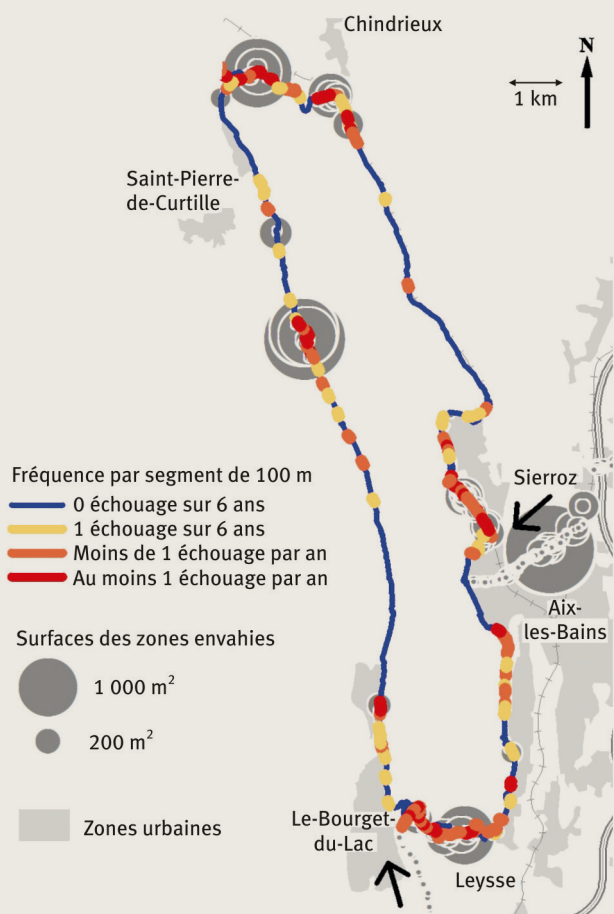 Chindrieux
N
1 km
Saint-Pierre-
de-Curtille
Fréquence par segment de 100 m
0 échouage sur 6 ans
1 échouage sur 6 ans
Moins de 1 échouage par an
Au moins 1 échouage par an
Sierroz
Aix-
les-Bains
Surfaces des zones envahies
1 000 m²
200 m²
Zones urbaines
Le-Bourget-
du-Lac
Leysse